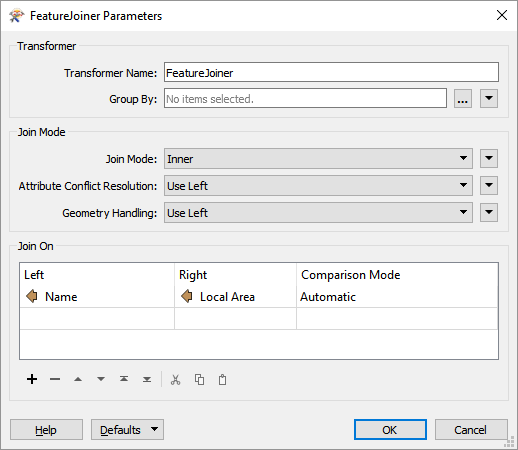 FeatureJoiner Parameters
Transformer
Transformer Name: FeatureJoiner
Group By: No items selected. ...
Join Mode
Join Mode: Inner
Attribute Conflict Resolution: Use Left
Geometry Handling: Use Left
Join On
Left Right Comparison Mode
Name Local Area Automatic
Help Defaults OK Cancel